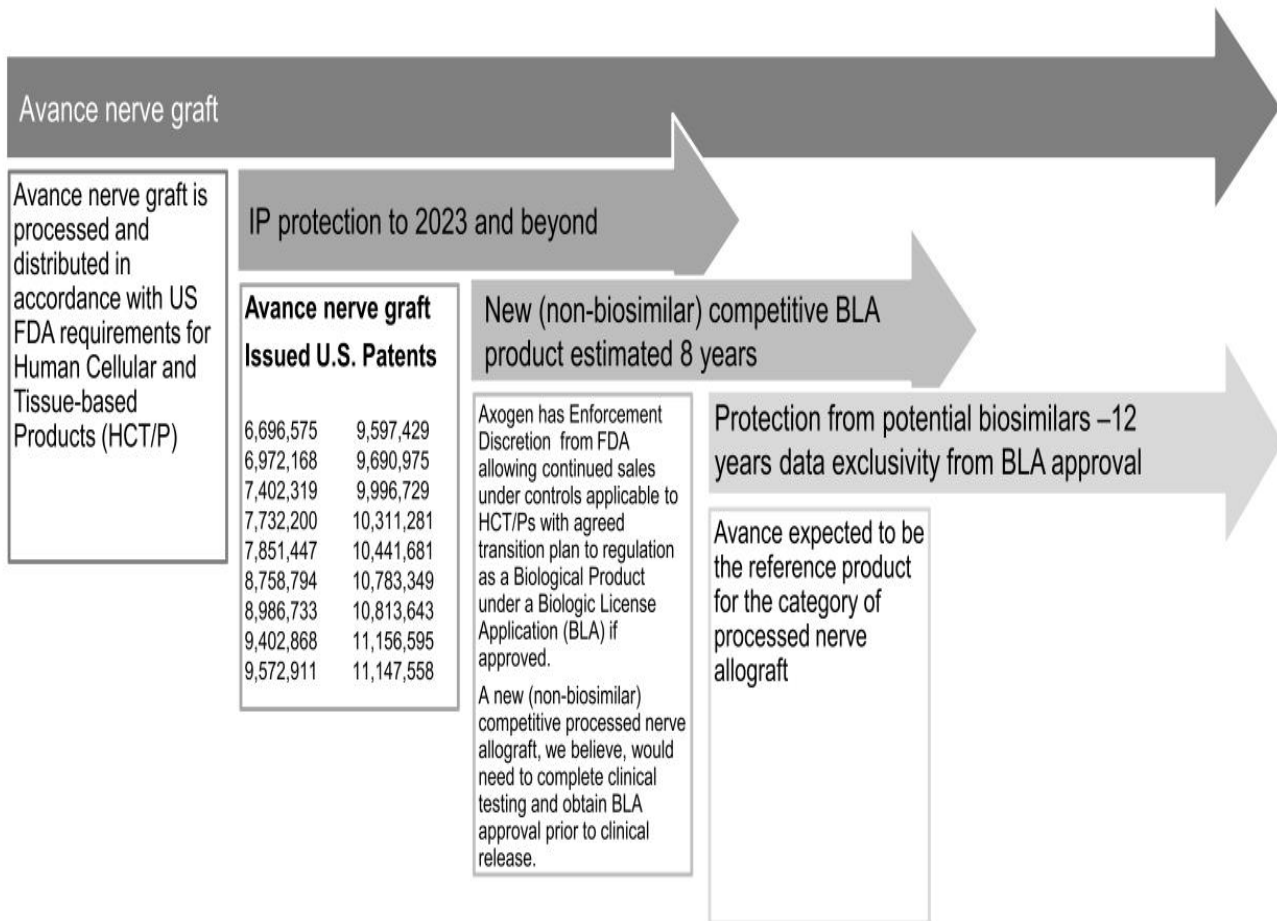 Avance nerve graft
Avance nerve graft is
processed and
distributed in
accordance with US
FDA requirements for
Human Cellular and
Tissue-based
Products (HCT/P)
IP protection to 2023 and beyond
Avance nerve graft
Issued U.S. Patents
6,696,575 9,597,429
6,972,168 9,690,975
7,402,319 9,996,729
7,732,200 10,311,281
7,851,447 10,441,681
8,758,794 10,783,349
8,986,733 10,813,643
9,402,868 11,156,595
9,572,911 11,147,558
New (non-biosimilar) competitive BLA
product estimated 8 years
Axogen has Enforcement
Discretion from FDA
allowing continued sales
under controls applicable to
HCT/Ps with agreed
transition plan to regulation
as a Biological Product
under a Biologic License
Application (BLA) if
approved.
A new (non-biosimilar)
competitive processed nerve
allograft, we believe, would
need to complete clinical
testing and obtain BLA
approval prior to clinical
release.
Protection from potential biosimilars –12
years data exclusivity from BLA approval
Avance expected to be
the reference product
for the category of
processed nerve
allograft